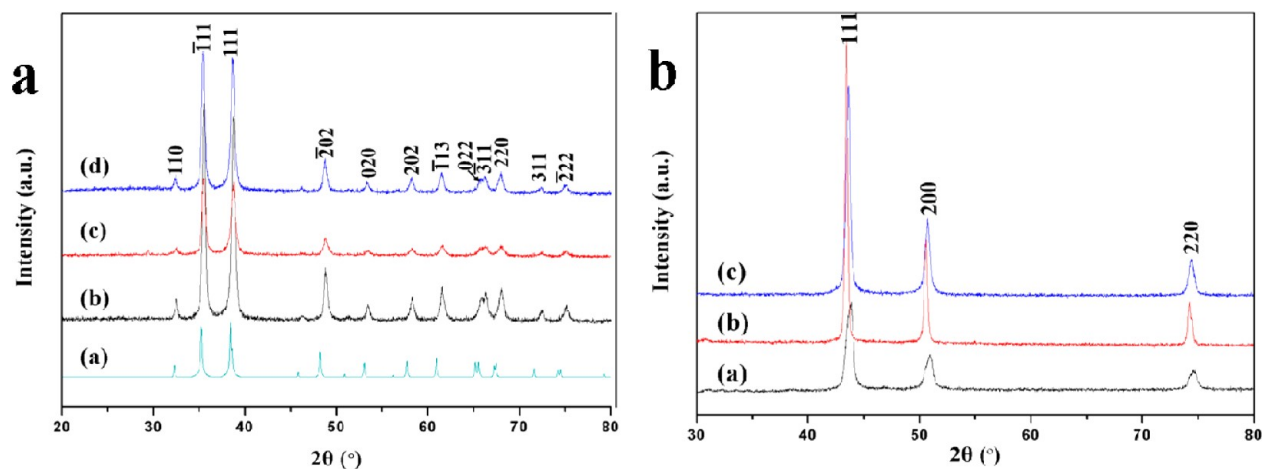 a
Intensity (a.u.)
1̄11
111
110
2̄02
020
202
1̄13
022
3̄11
220
311
2̄22
(d)
(c)
(b)
(a)
20 30 40 50 60 70 80
2θ (°)
b
Intensity (a.u.)
111
200
220
(c)
(b)
(a)
30 40 50 60 70 80
2θ (°)